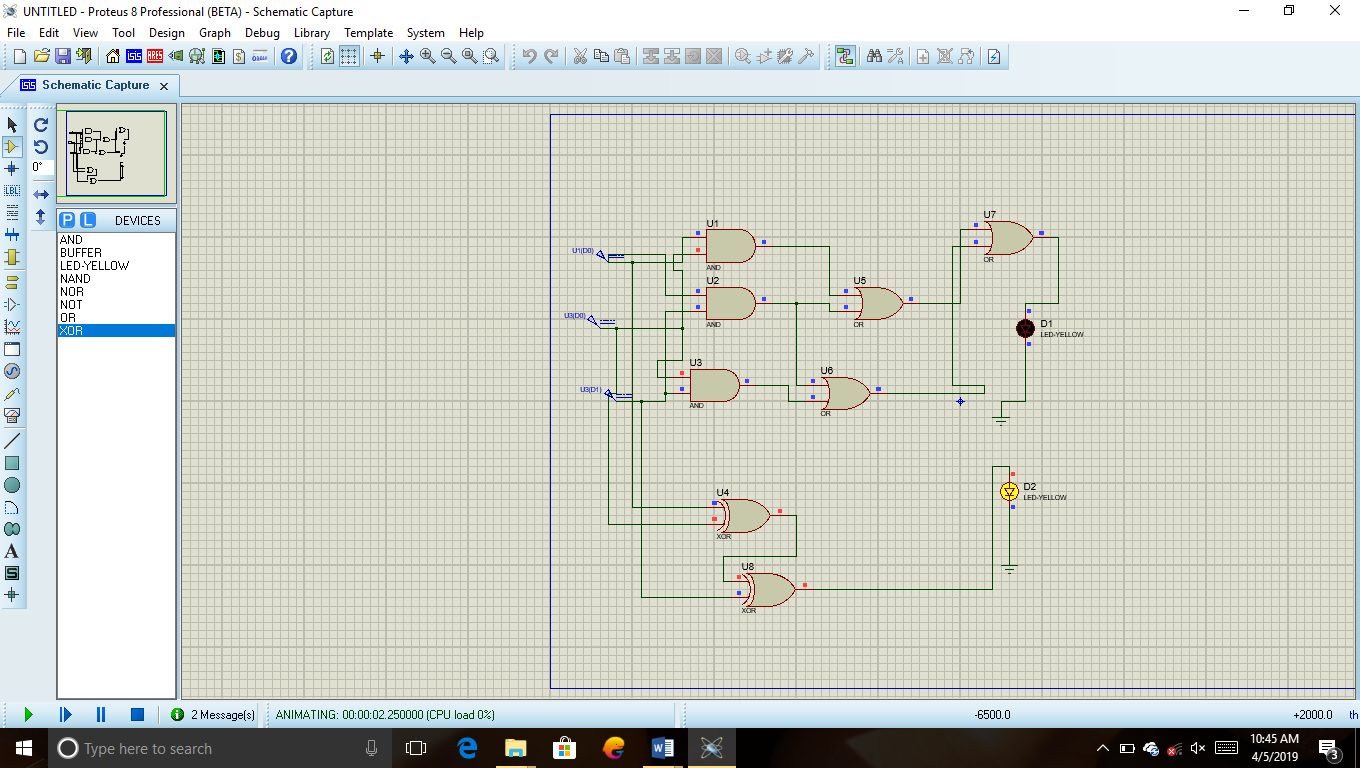 UNTITLED - Proteus 8 Professional (BETA) - Schematic Capture
File Edit View Tool Design Graph Debug Library Template System Help
Schematic Capture
0°
LBL
P L DEVICES
AND
BUFFER
LED-YELLOW
NAND
NOR
NOT
OR
XOR
A
S
U1(D0)
U3(D0)
U3(D1)
U1
AND
U2
AND
U3
AND
U5
OR
U6
OR
U7
OR
D1
LED-YELLOW
U4
XOR
U8
XOR
D2
LED-YELLOW
2 Message(s) ANIMATING: 00:00:02.250000 (CPU load 0%) -6500.0 +2000.0 th
Type here to search
10:45 AM
4/5/2019
3